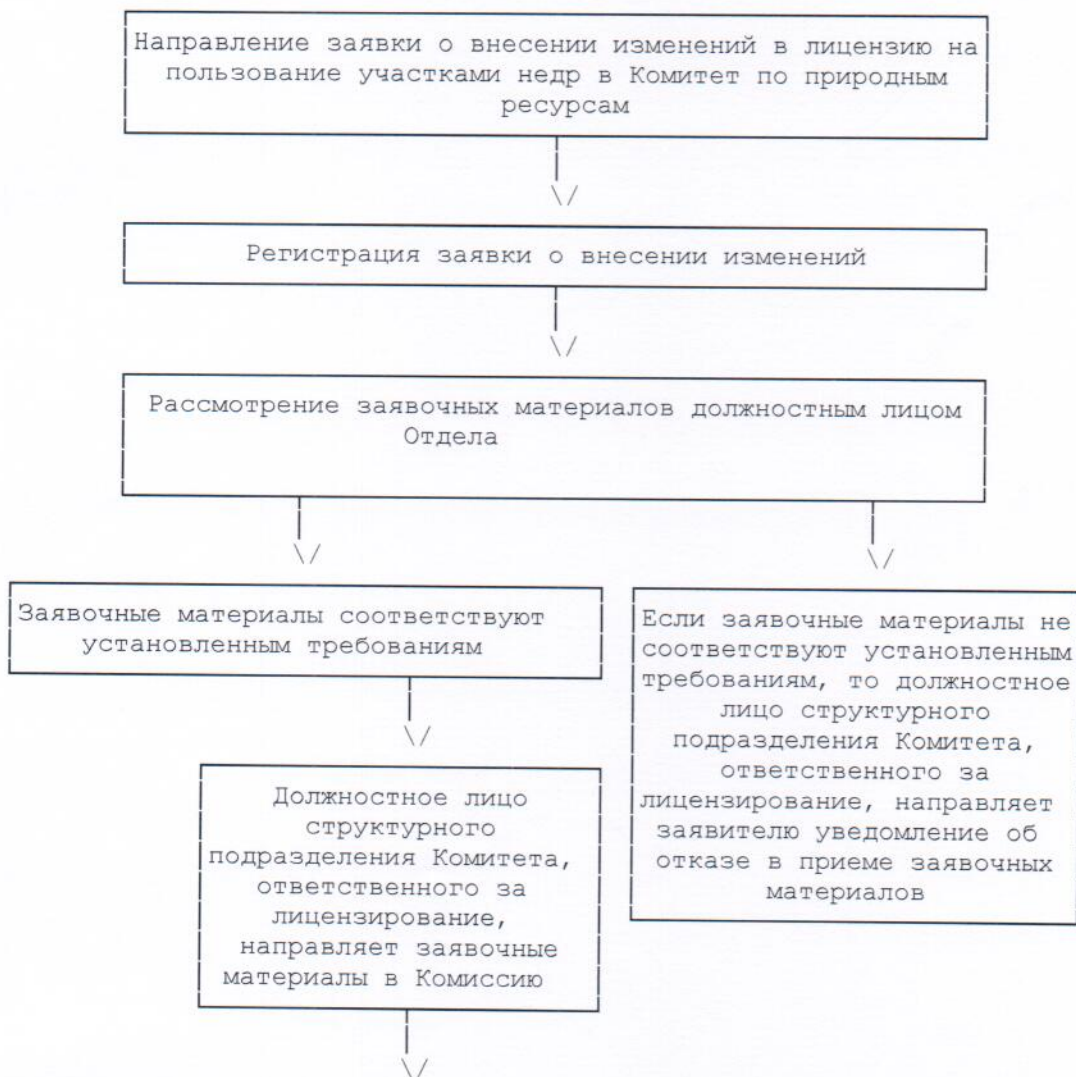 Направление заявки о внесении изменений в лицензию на
пользование участками недр в Комитет по природным
ресурсам
Регистрация заявки о внесении изменений
Рассмотрение заявочных материалов должностным лицом
Отдела
Заявочные материалы соответствуют
установленным требованиям
Если заявочные материалы не
соответствуют установленным
требованиям, то должностное
лицо структурного
подразделения Комитета,
ответственного за
лицензирование, направляет
заявителю уведомление об
отказе в приеме заявочных
материалов
Должностное лицо
структурного
подразделения Комитета,
ответственного за
лицензирование,
направляет заявочные
материалы в Комиссию